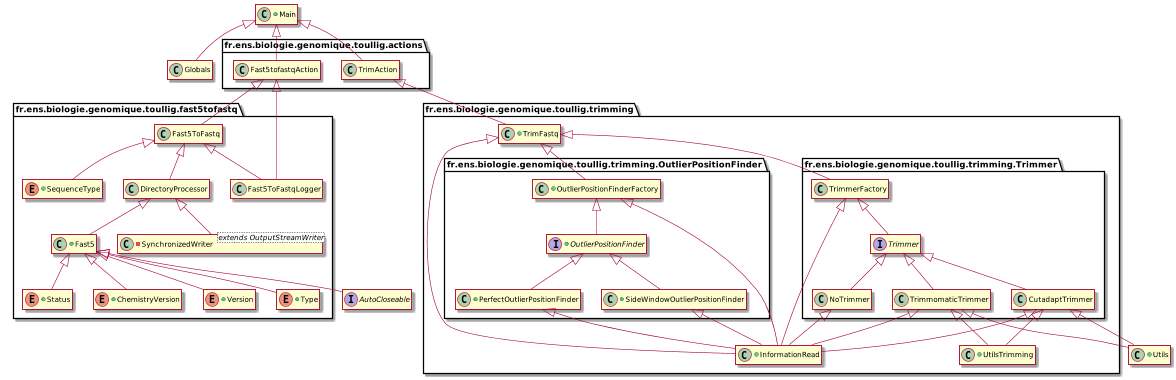 C Main
fr.ens.biologie.genomique.toullig.actions
C Globals
C Fast5tofastqAction
C TrimAction
fr.ens.biologie.genomique.toullig.fast5tofastq
fr.ens.biologie.genomique.toullig.trimming
C Fast5ToFastq
C TrimFastq
fr.ens.biologie.genomique.toullig.trimming.OutlierPositionFinder
fr.ens.biologie.genomique.toullig.trimming.Trimmer
E SequenceType
C DirectoryProcessor
C Fast5ToFastqLogger
C OutlierPositionFinderFactory
C TrimmerFactory
C Fast5
C SynchronizedWriter
extends OutputStreamWriter
I OutlierPositionFinder
I Trimmer
E Status
E ChemistryVersion
E Version
E Type
I AutoCloseable
C PerfectOutlierPositionFinder
C SideWindowOutlierPositionFinder
C NoTrimmer
C TrimmomaticTrimmer
C CutadaptTrimmer
C InformationRead
C UtilsTrimming
C Utils